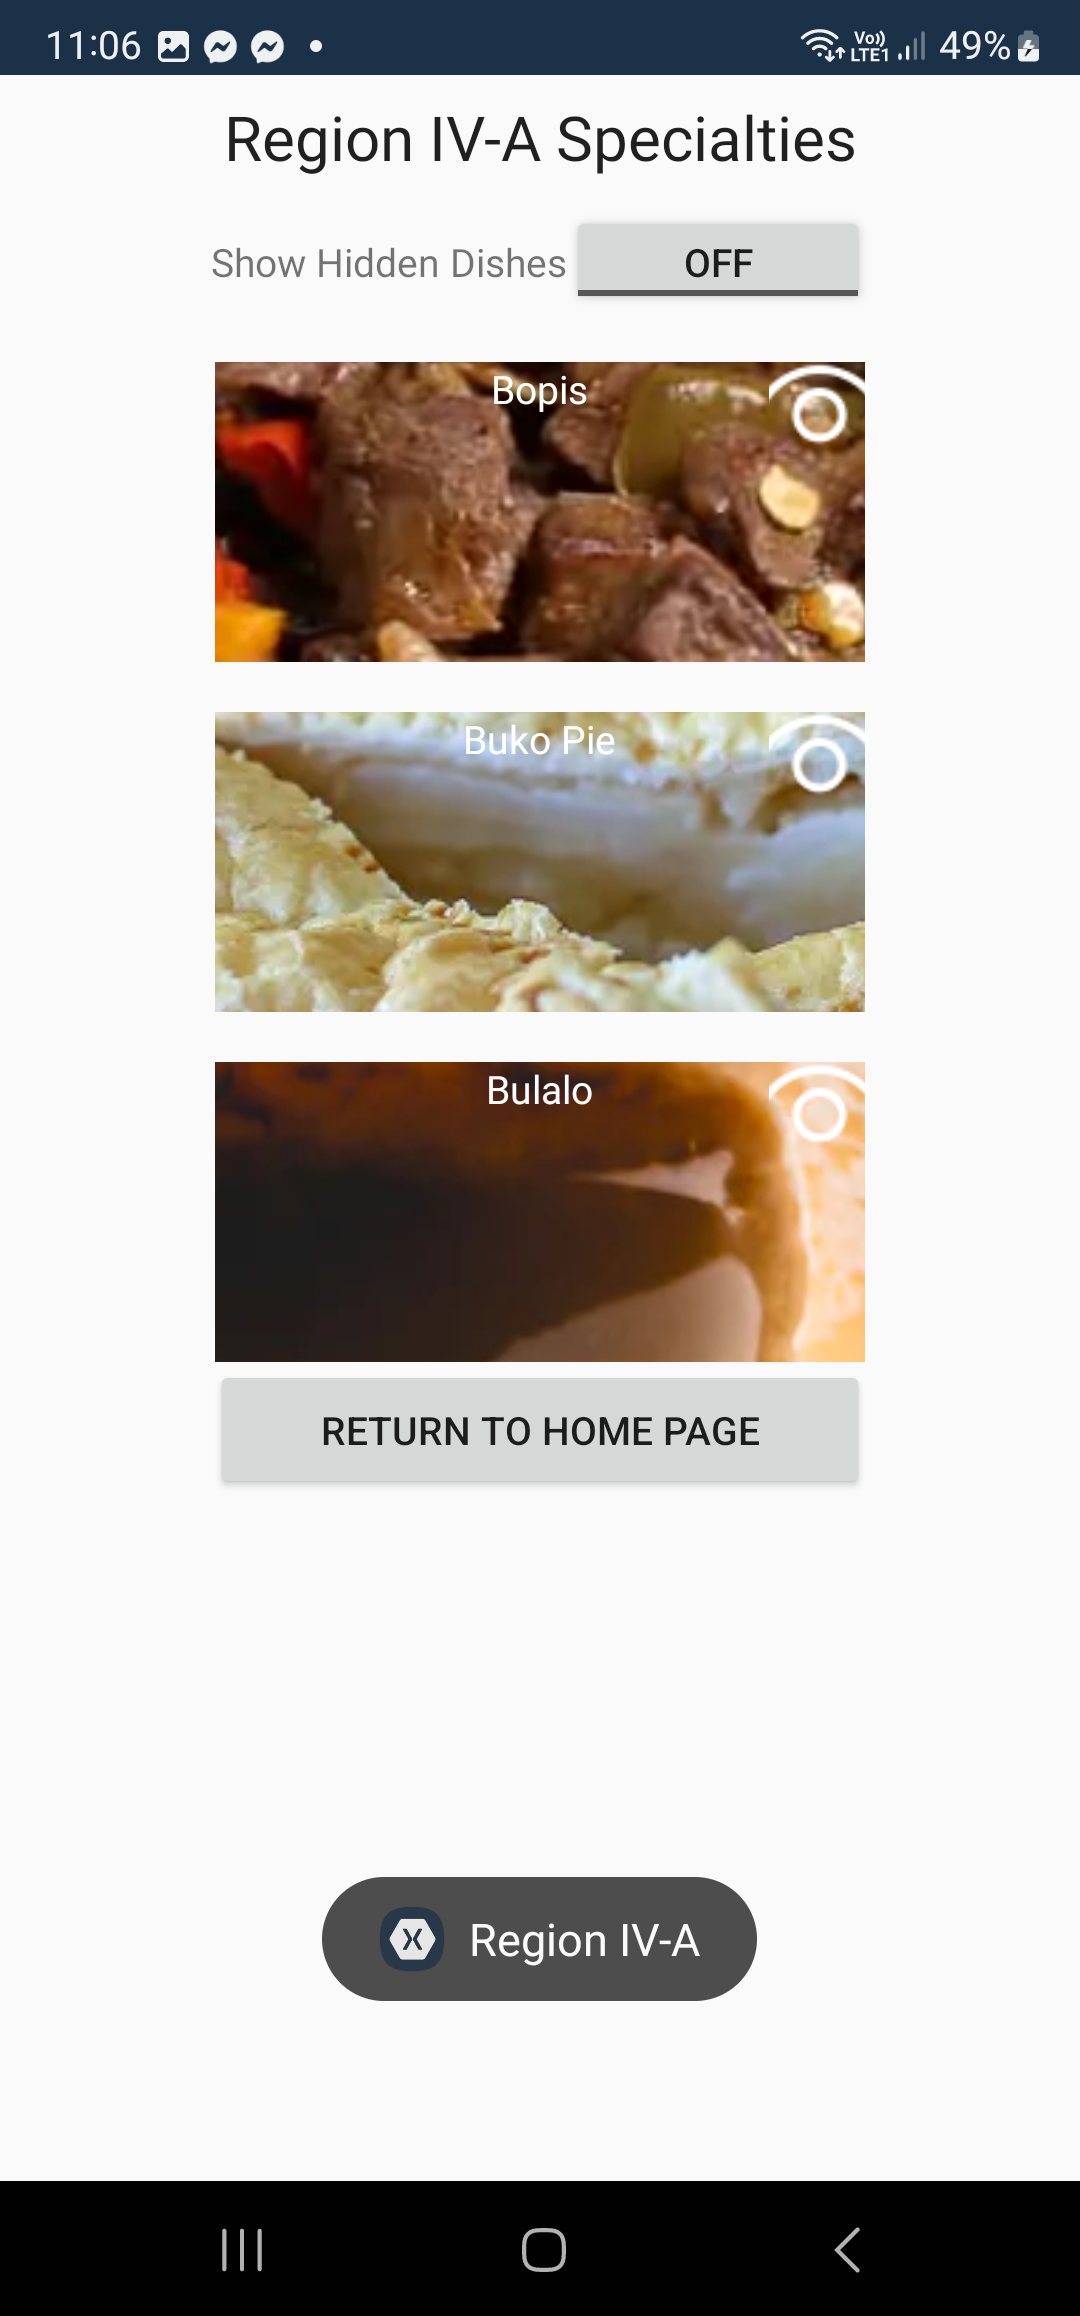 11:06 Vo)) LTE1 49%
Region IV-A Specialties
Show Hidden Dishes OFF
Bopis
Buko Pie
Bulalo
RETURN TO HOME PAGE
Region IV-A